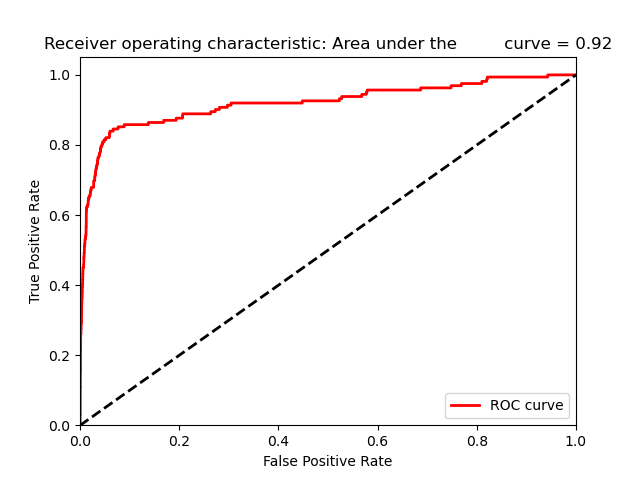 Receiver operating characteristic: Area under the curve = 0.92
1.0
0.8
0.6
0.4
0.2
0.0
True Positive Rate
0.0 0.2 0.4 0.6 0.8 1.0
False Positive Rate
ROC curve